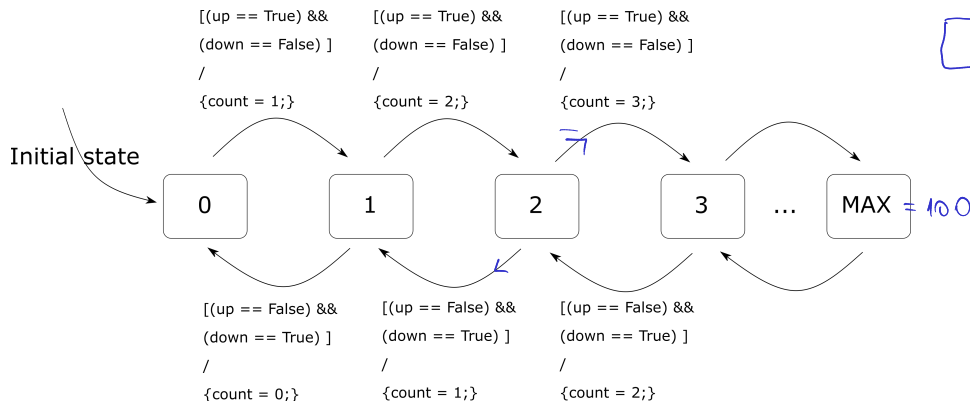 [(up == True) &&
(down == False) ]
/
{count = 1;}
[(up == True) &&
(down == False) ]
/
{count = 2;}
[(up == True) &&
(down == False) ]
/
{count = 3;}
Initial state
0
1
2
3
...
MAX = 100
[(up == False) &&
(down == True) ]
/
{count = 0;}
[(up == False) &&
(down == True) ]
/
{count = 1;}
[(up == False) &&
(down == True) ]
/
{count = 2;}